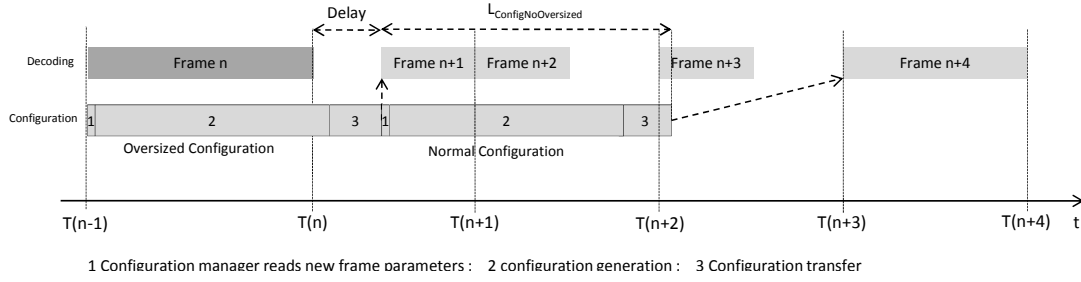 Delay
LConfigNoOversized
Decoding
Frame n
Frame n+1
Frame n+2
Frame n+3
Frame n+4
Configuration
1
2
3
1
2
3
Oversized Configuration
Normal Configuration
T(n-1)
T(n)
T(n+1)
T(n+2)
T(n+3)
T(n+4)
t
1 Configuration manager reads new frame parameters ; 2 configuration generation ; 3 Configuration transfer